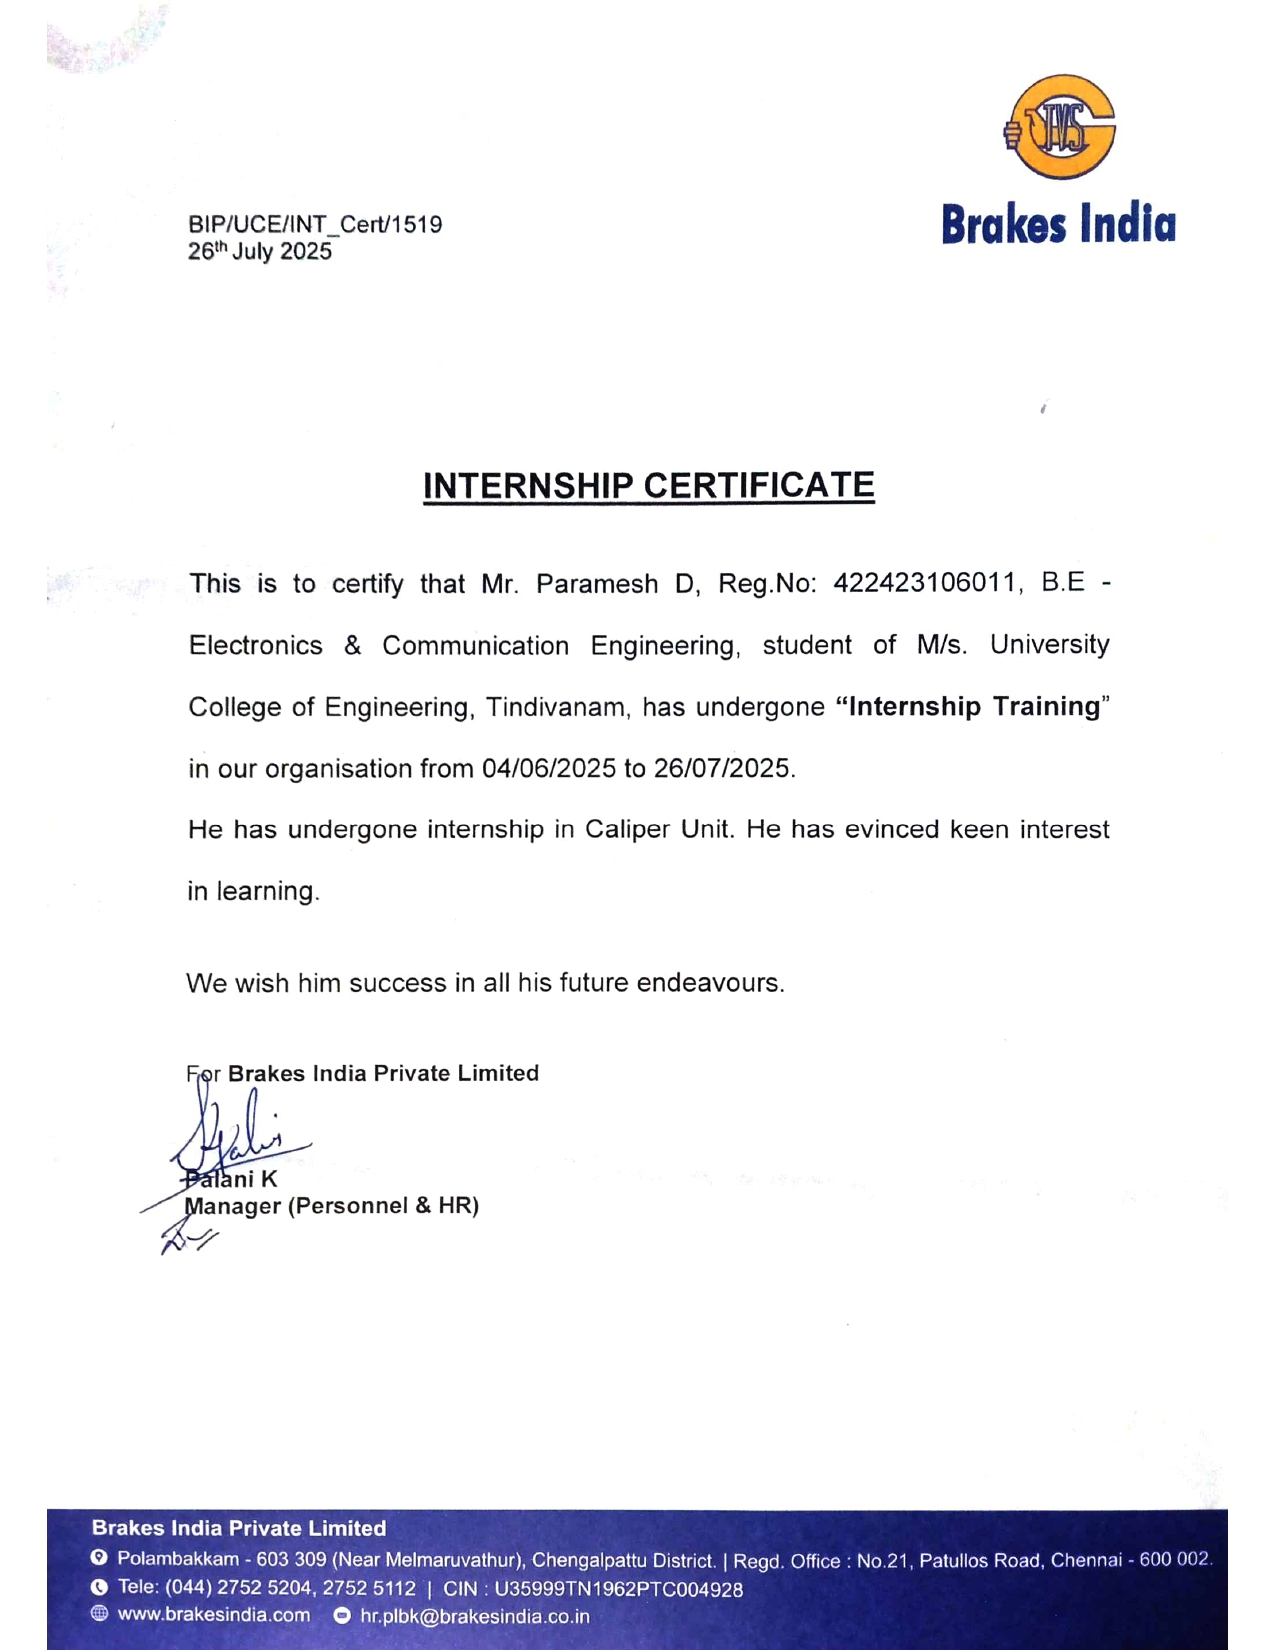 TVS
Brakes India
BIP/UCE/INT_Cert/1519
26th July 2025
INTERNSHIP CERTIFICATE
This is to certify that Mr. Paramesh D, Reg.No: 422423106011, B.E -
Electronics & Communication Engineering, student of M/s. University
College of Engineering, Tindivanam, has undergone “Internship Training”
in our organisation from 04/06/2025 to 26/07/2025.
He has undergone internship in Caliper Unit. He has evinced keen interest
in learning.
We wish him success in all his future endeavours.
For Brakes India Private Limited
Palani K
Manager (Personnel & HR)
Brakes India Private Limited
Polambakkam - 603 309 (Near Melmaruvathur), Chengalpattu District. | Regd. Office : No.21, Patullos Road, Chennai - 600 002.
Tele: (044) 2752 5204, 2752 5112 | CIN : U35999TN1962PTC004928
www.brakesindia.com hr.plbk@brakesindia.co.in